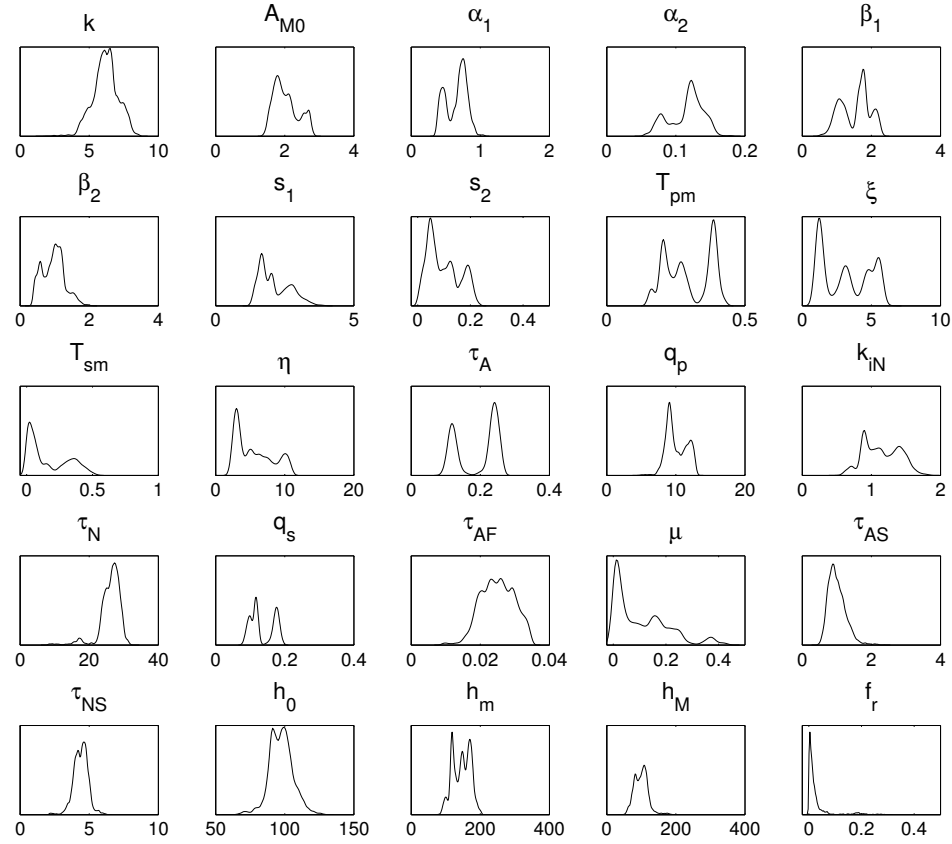 k A_M0 α_1 α_2 β_1
0 5 10 0 2 4 0 1 2 0 0.1 0.2 0 2 4
β_2 s_1 s_2 T_pm ξ
0 2 4 0 5 0 0.2 0.4 0 0.5 0 5 10
T_sm η τ_A q_p k_iN
0 0.5 1 0 10 20 0 0.2 0.4 0 10 20 0 1 2
τ_N q_s τ_AF μ τ_AS
0 20 40 0 0.2 0.4 0 0.02 0.04 0 0.2 0.4 0 2 4
τ_NS h_0 h_m h_M f_r
0 5 10 50 100 150 0 200 400 0 200 400 0 0.2 0.4